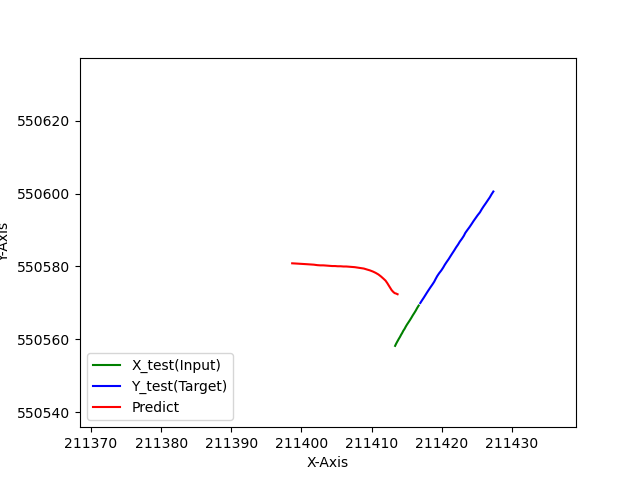 550620
550600
550580
550560
550540
Y-Axis
X_test(Input)
Y_test(Target)
Predict
211370 211380 211390 211400 211410 211420 211430
X-Axis